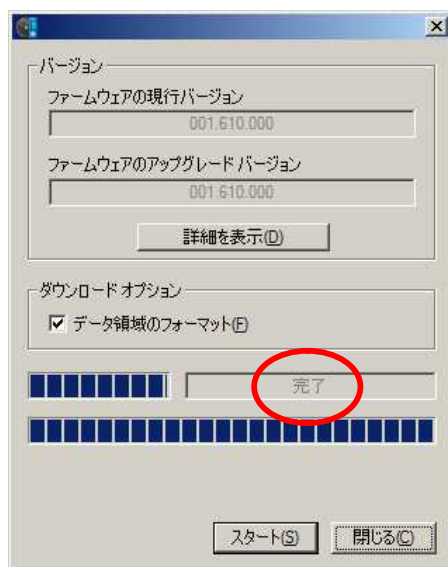 バージョン
ファームウェアの現行バージョン
001.610.000
ファームウェアのアップグレード バージョン
001.610.000
詳細を表示(D)
ダウンロード オプション
データ領域のフォーマット(F)
完了
スタート(S) 閉じる(C)